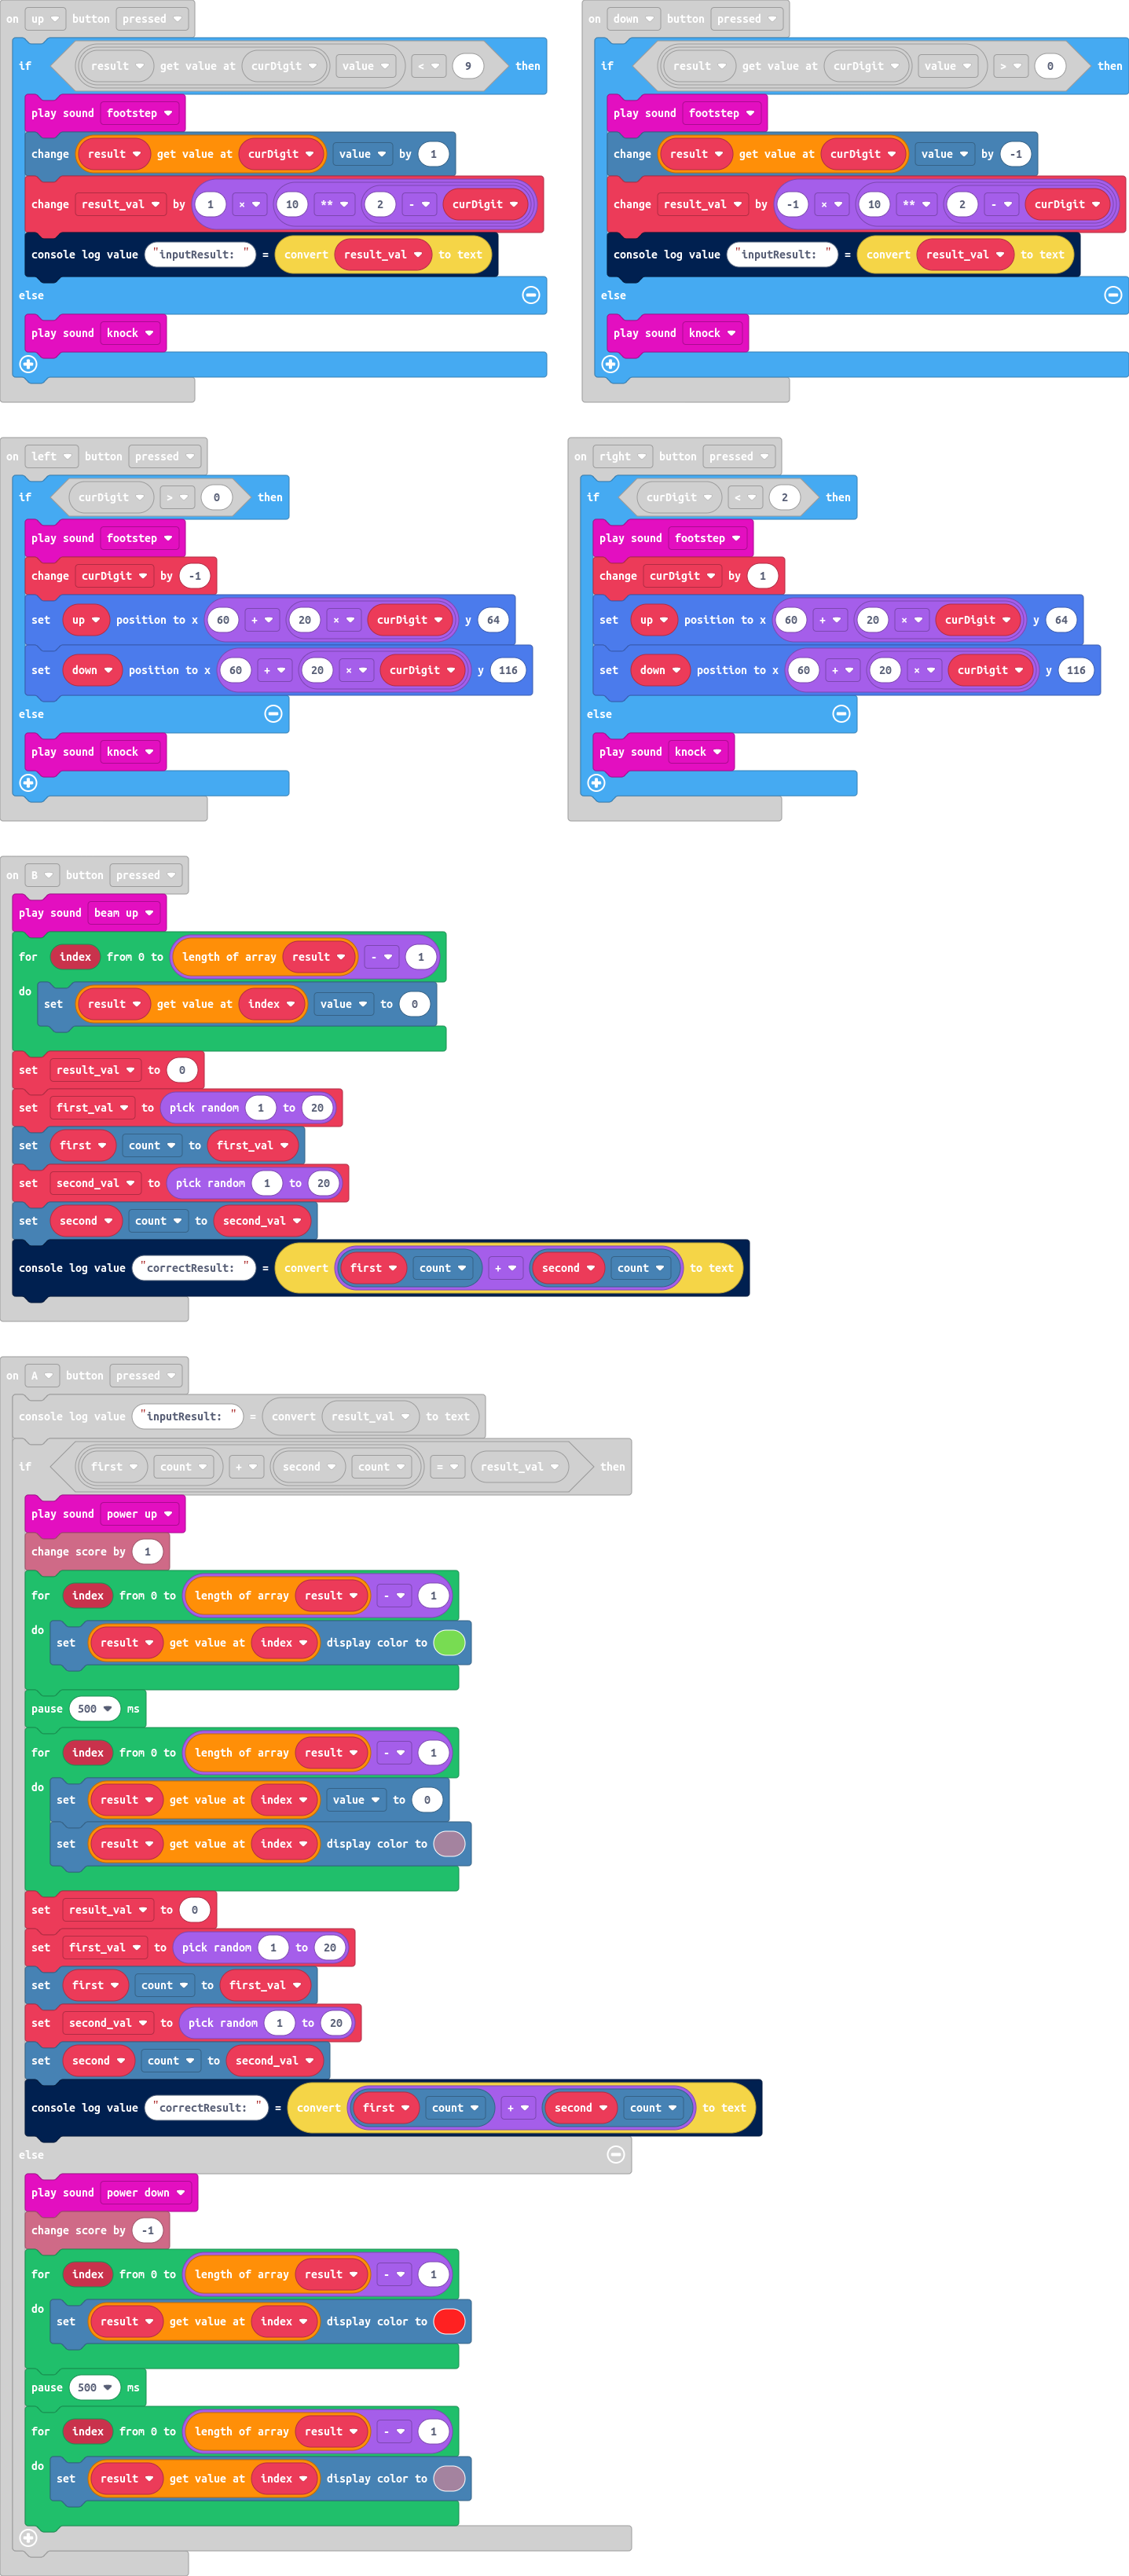 on up button pressed
if result get value at curDigit value < 9 then
play sound footstep
change result get value at curDigit value by 1
change result_val by 1 × 10 ** 2 - curDigit
console log value "inputResult: " = convert result_val to text
else
play sound knock
on down button pressed
if result get value at curDigit value > 0 then
play sound footstep
change result get value at curDigit value by -1
change result_val by -1 × 10 ** 2 - curDigit
console log value "inputResult: " = convert result_val to text
else
play sound knock
on left button pressed
if curDigit > 0 then
play sound footstep
change curDigit by -1
set up position to x 60 + 20 × curDigit y 64
set down position to x 60 + 20 × curDigit y 116
else
play sound knock
on right button pressed
if curDigit < 2 then
play sound footstep
change curDigit by 1
set up position to x 60 + 20 × curDigit y 64
set down position to x 60 + 20 × curDigit y 116
else
play sound knock
on B button pressed
play sound beam up
for index from 0 to length of array result - 1
do set result get value at index value to 0
set result_val to 0
set first_val to pick random 1 to 20
set first count to first_val
set second_val to pick random 1 to 20
set second count to second_val
console log value "correctResult: " = convert first count + second count to text
on A button pressed
console log value "inputResult: " = convert result_val to text
if first count + second count = result_val then
play sound power up
change score by 1
for index from 0 to length of array result - 1
do set result get value at index display color to
pause 500 ms
for index from 0 to length of array result - 1
do set result get value at index value to 0
set result get value at index display color to
set result_val to 0
set first_val to pick random 1 to 20
set first count to first_val
set second_val to pick random 1 to 20
set second count to second_val
console log value "correctResult: " = convert first count + second count to text
else
play sound power down
change score by -1
for index from 0 to length of array result - 1
do set result get value at index display color to
pause 500 ms
for index from 0 to length of array result - 1
do set result get value at index display color to